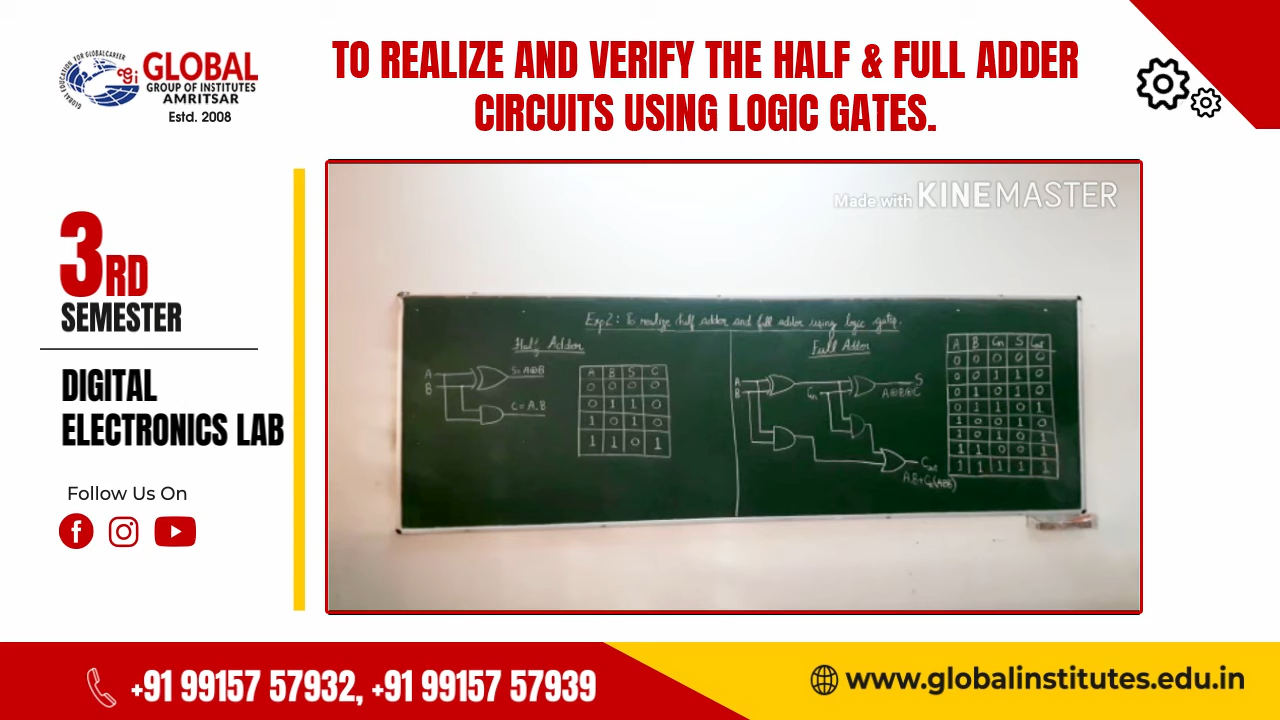 GLOBAL EDUCATION FOR GLOBAL CAREER
GLOBAL
GROUP OF INSTITUTES
AMRITSAR
Estd. 2008
TO REALIZE AND VERIFY THE HALF & FULL ADDER
CIRCUITS USING LOGIC GATES.
3RD
SEMESTER
DIGITAL
ELECTRONICS LAB
Follow Us On
Made with KINEMASTER
Exp2: To realize half adder and full adder using logic gates.
Half Adder
A
B
S=A⊕B
C=A.B
A B S C
0 0 0 0
0 1 1 0
1 0 1 0
1 1 0 1
Full Adder
A
B
Cin
S
A⊕B⊕C
Cout
A B Cin S Cout
0 0 0 0 0
0 0 1 1 0
0 1 0 1 0
0 1 1 0 1
1 0 0 1 0
1 0 1 0 1
1 1 0 0 1
1 1 1 1 1
+91 99157 57932, +91 99157 57939
www.globalinstitutes.edu.in